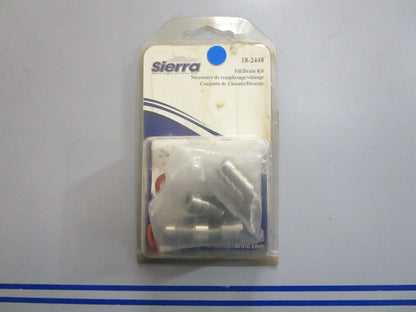 Sierra
18-2448
Fill/Drain Kit
Nécessaire de remplissage/vidange
Conjunto de Llenado/Drenaje